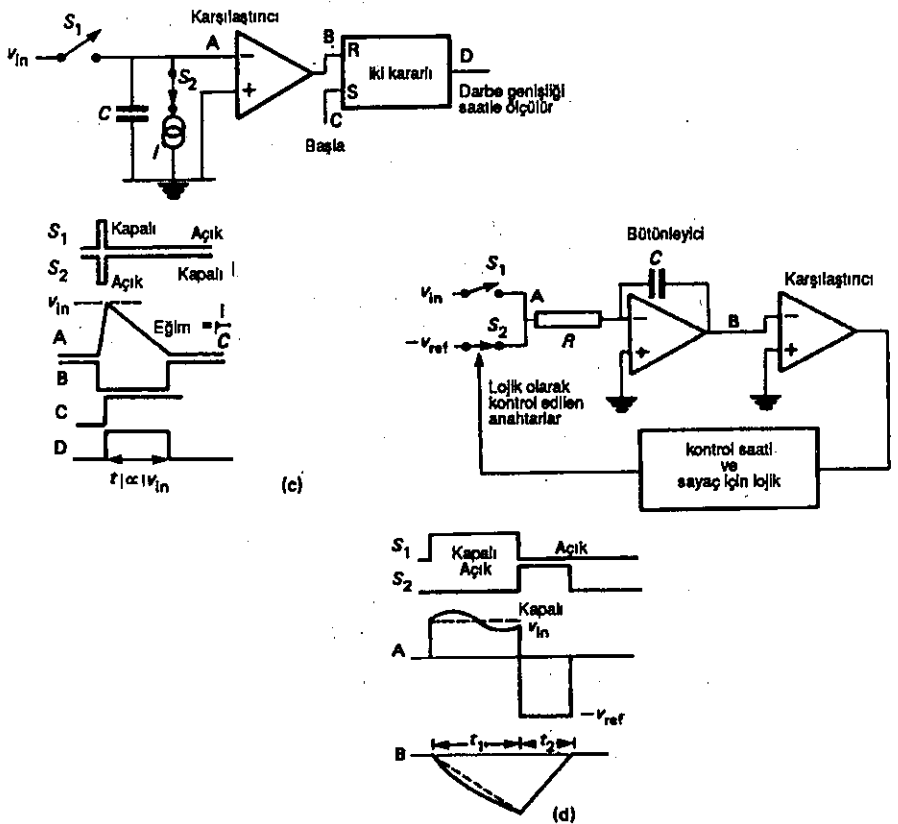 Karşılaştırıcı
S1
vin
A
B
R
S2
iki kararlı
D
S
C
I
C
Darbe genişliği
saatle ölçülür
Başla
S1
Kapalı
Açık
S2
Açık
Kapalı
vin
A
Eğim = I/C
B
C
D
t ∝ vin
(c)
Bütünleyici
C
S1
vin
A
Karşılaştırıcı
-vref
S2
R
B
Lojik olarak
kontrol edilen
anahtarlar
kontrol saati
ve
sayaç için lojik
S1
Kapalı
Açık
S2
Açık
Kapalı
vin
A
-vref
B
t1
t2
(d)